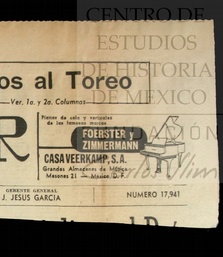 CENTRO DE
ESTUDIOS
DE HISTORIA
DE MEXICO
os al Toreo
Ver. 1a. y 2a. Columnas
R
Pianos de cola y verticales
de las famosas marcas
FOERSTER y
ZIMMERMANN
CASA VEERKAMP, S.A.
Grandes Almacenes de Música
Mesones 21 — México, D. F.
Carlos Slim
GERENTE GENERAL
J. JESUS GARCIA
NUMERO 17,941